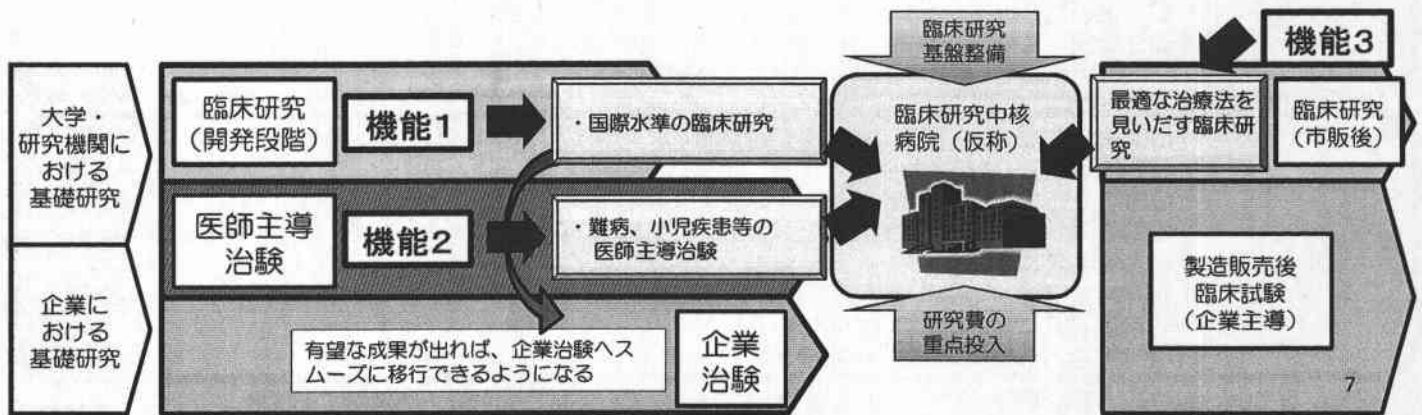 大学・
研究機関に
おける
基礎研究
企業に
おける
基礎研究
臨床研究
(開発段階)
機能1
・国際水準の臨床研究
医師主導
治験
機能2
・難病、小児疾患等の
医師主導治験
有望な成果が出れば、企業治験へス
ムーズに移行できるようになる
企業
治験
臨床研究
基盤整備
臨床研究中核
病院(仮称)
研究費の
重点投入
機能3
最適な治療法を
見いだす臨床研
究
臨床研究
(市販後)
製造販売後
臨床試験
(企業主導)
7